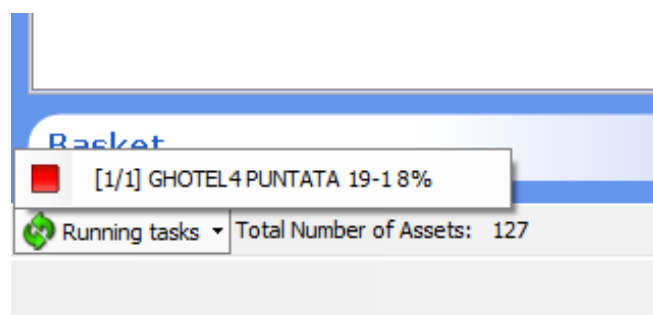 Basket
[1/1] GHOTEL4 PUNTATA 19-1 8%
Running tasks Total Number of Assets: 127